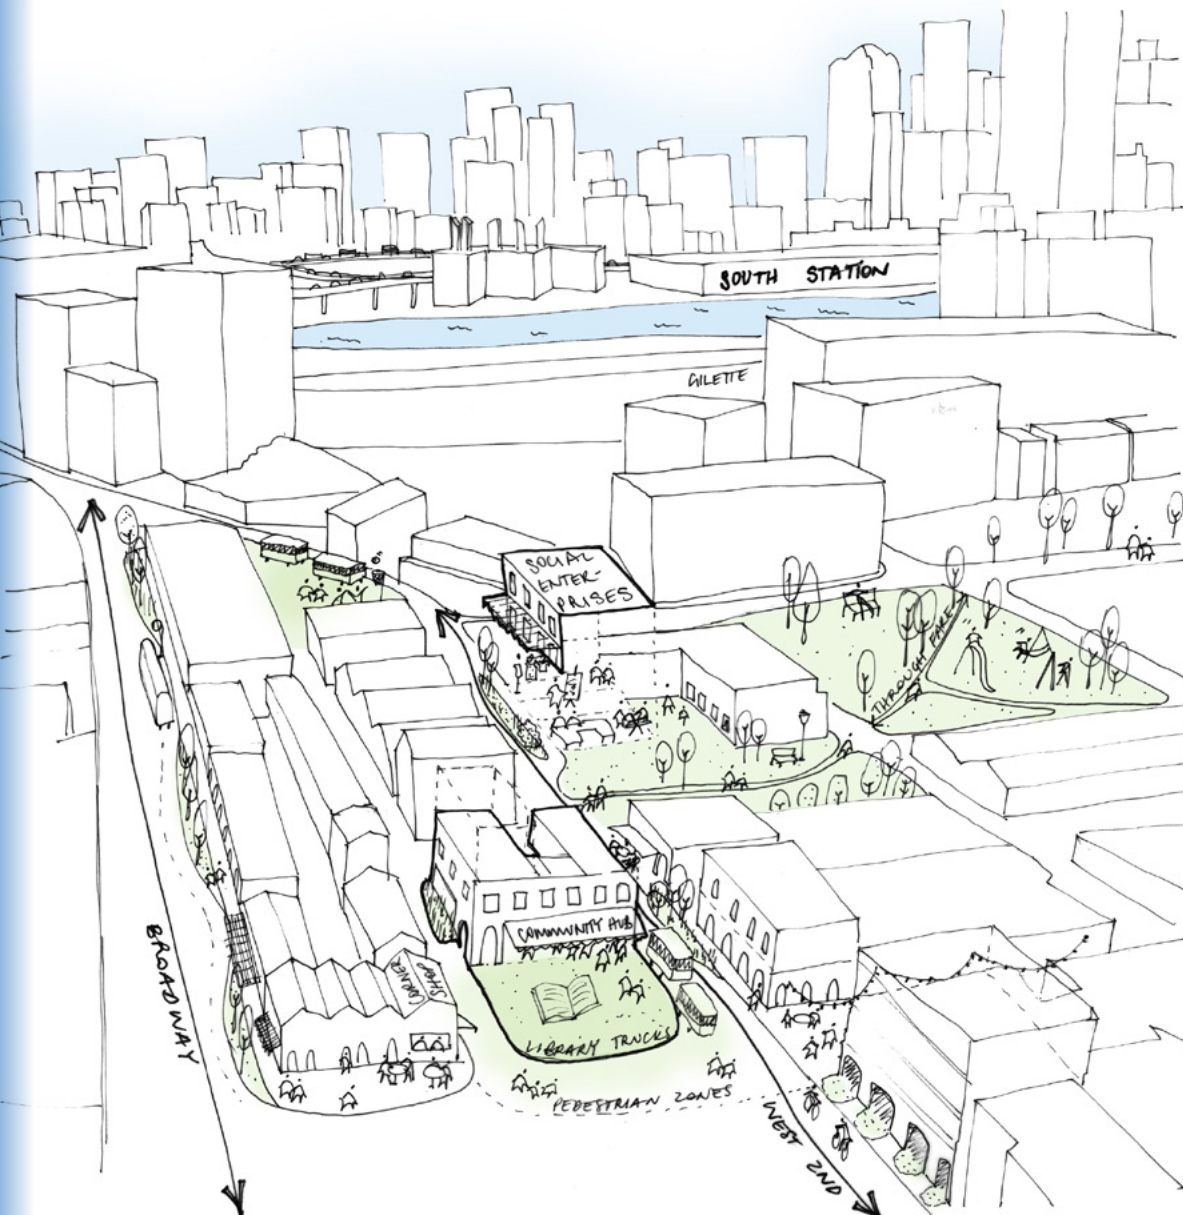 SOUTH STATION
GILETTE
SOCIAL
ENTER-
PRISES
THROUGH FARE
COMMUNITY HUB
CORNER
SHOP
LIBRARY TRUCKS
BROADWAY
PEDESTRIAN ZONES
WEST 2ND